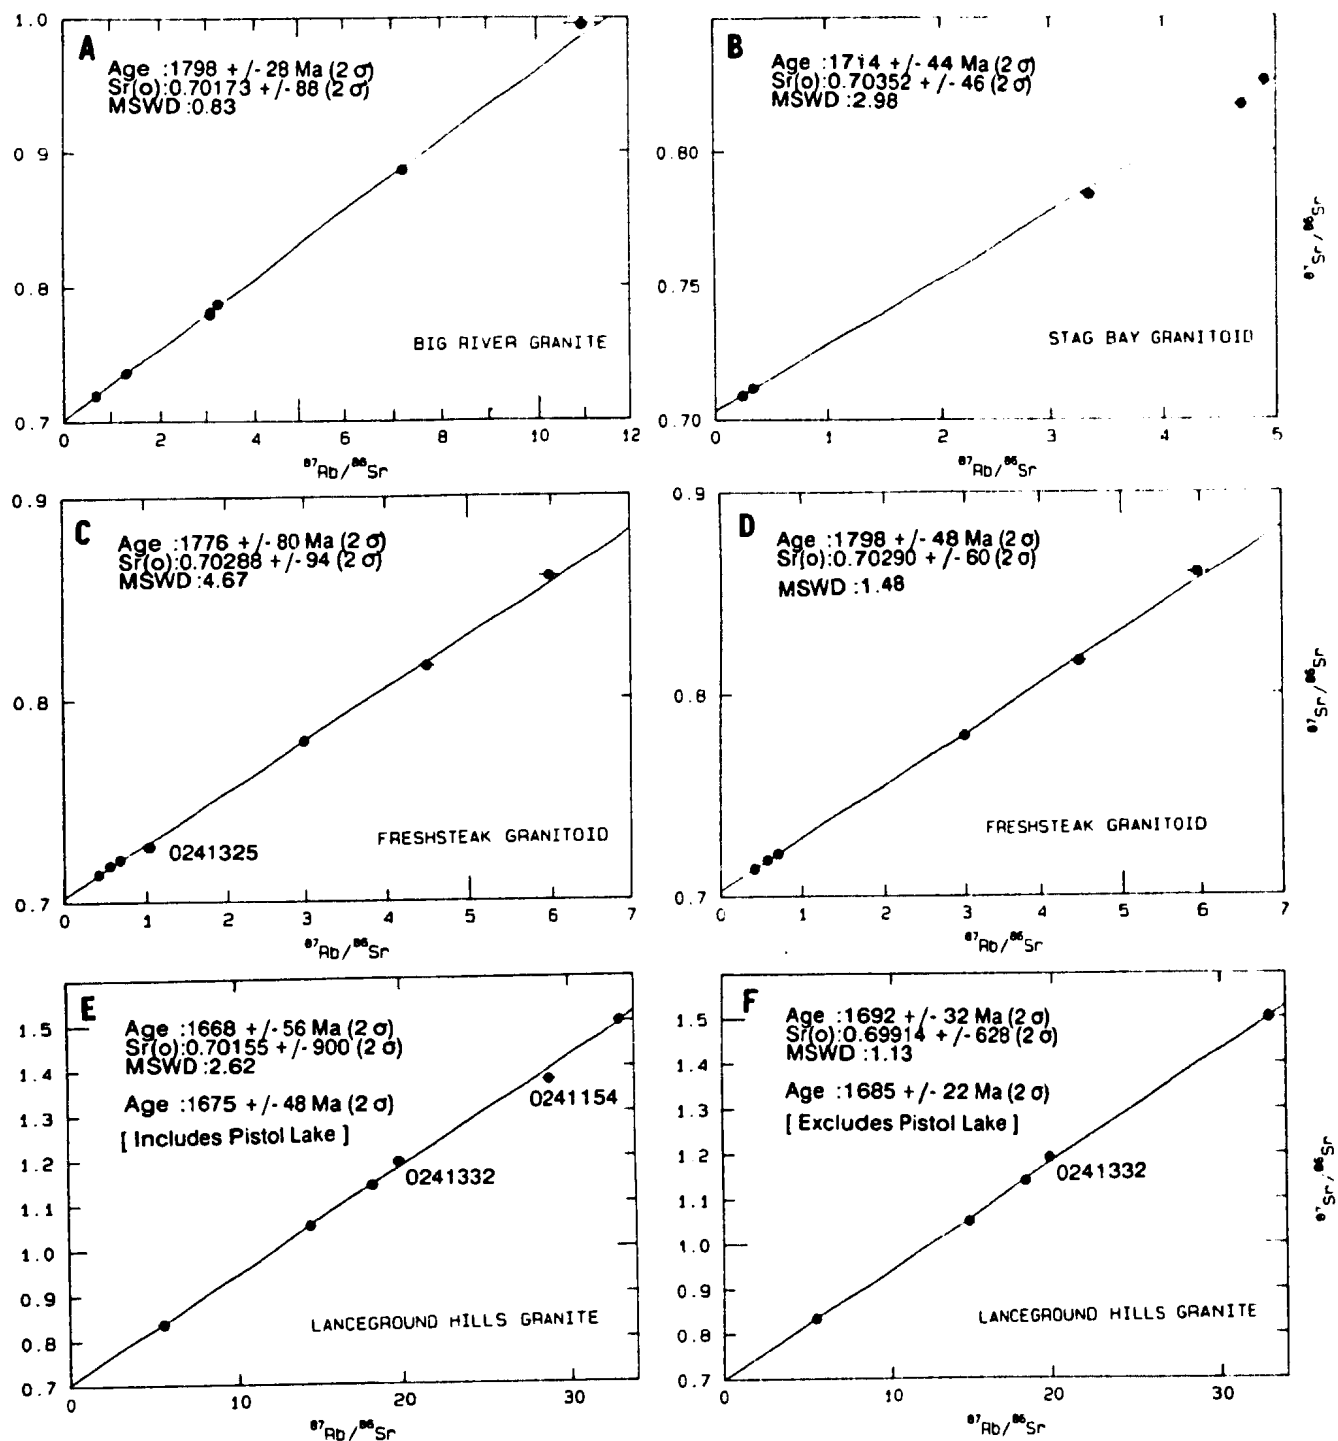 A
Age :1798 +/- 28 Ma (2 σ)
Sr(o):0.70173 +/- 88 (2 σ)
MSWD :0.83
BIG RIVER GRANITE
1.0
0.9
0.8
0.7
0 2 4 6 8 10 12
⁸⁷Rb/⁸⁶Sr
B
Age :1714 +/- 44 Ma (2 σ)
Sr(o):0.70352 +/- 46 (2 σ)
MSWD :2.98
STAG BAY GRANITOID
0.80
0.75
0.70
0 1 2 3 4 5
⁸⁷Rb/⁸⁶Sr
⁸⁷Sr/⁸⁶Sr
C
Age :1776 +/- 80 Ma (2 σ)
Sr(o):0.70288 +/- 94 (2 σ)
MSWD :4.67
0241325
FRESHSTEAK GRANITOID
0.9
0.8
0.7
0 1 2 3 4 5 6 7
⁸⁷Rb/⁸⁶Sr
D
Age :1798 +/- 48 Ma (2 σ)
Sr(o):0.70290 +/- 60 (2 σ)
MSWD :1.48
FRESHSTEAK GRANITOID
0.9
0.8
0.7
0 1 2 3 4 5 6 7
⁸⁷Rb/⁸⁶Sr
⁸⁷Sr/⁸⁶Sr
E
Age :1668 +/- 56 Ma (2 σ)
Sr(o):0.70155 +/- 900 (2 σ)
MSWD :2.62
Age :1675 +/- 48 Ma (2 σ)
[ Includes Pistol Lake ]
0241154
0241332
LANCEGROUND HILLS GRANITE
1.5
1.4
1.3
1.2
1.1
1.0
0.9
0.8
0.7
0 10 20 30
⁸⁷Rb/⁸⁶Sr
F
Age :1692 +/- 32 Ma (2 σ)
Sr(o):0.69914 +/- 628 (2 σ)
MSWD :1.13
Age :1685 +/- 22 Ma (2 σ)
[ Excludes Pistol Lake ]
0241332
LANCEGROUND HILLS GRANITE
1.5
1.4
1.3
1.2
1.1
1.0
0.9
0.8
0.7
0 10 20 30
⁸⁷Rb/⁸⁶Sr
⁸⁷Sr/⁸⁶Sr